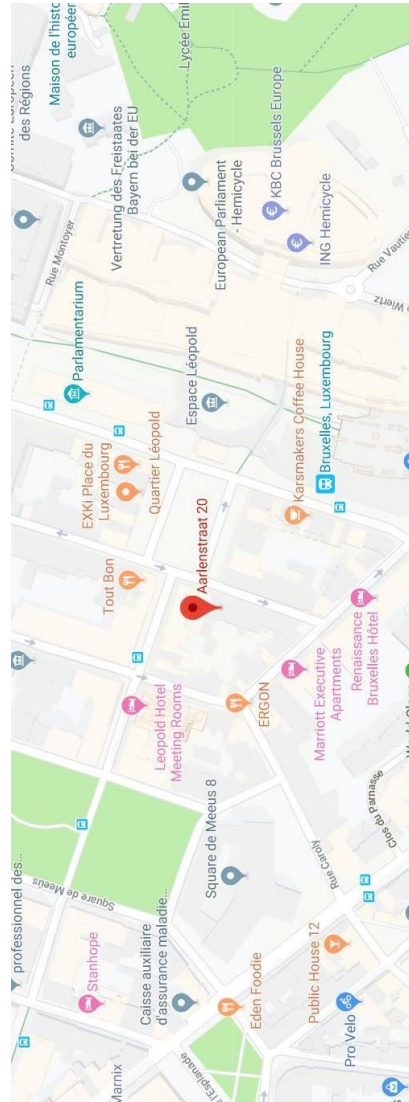 Maison de l'histo
européer
Lycée Emil
des Régions
Vertretung des Freistaates
Bayern bei der EU
KBC Brussels Europe
European Parliament
- Hemicycle
ING Hemicycle
Rue Montoyer
Rue Vautie
Wiertz
Parlamentarium
Espace Léopold
Karsmakers Coffee House
Bruxelles, Luxembourg
EXKi Place du
Luxembourg
Quartier Léopold
Tout Bon
Aarlenstraat 20
Leopold Hotel
Meeting Rooms
ERGON
Marriott Executive
Apartments
Renaissance
Bruxelles Hôtel
Square de Meeus 8
Clos du Parnasse
Rue Caroly
Square de Meeûs
professionnel des...
Stanhope
Caisse auxiliaire
d'assurance maladie...
Eden Foodie
Public House 12
Pro Velo
Marnix
l'Esplanade